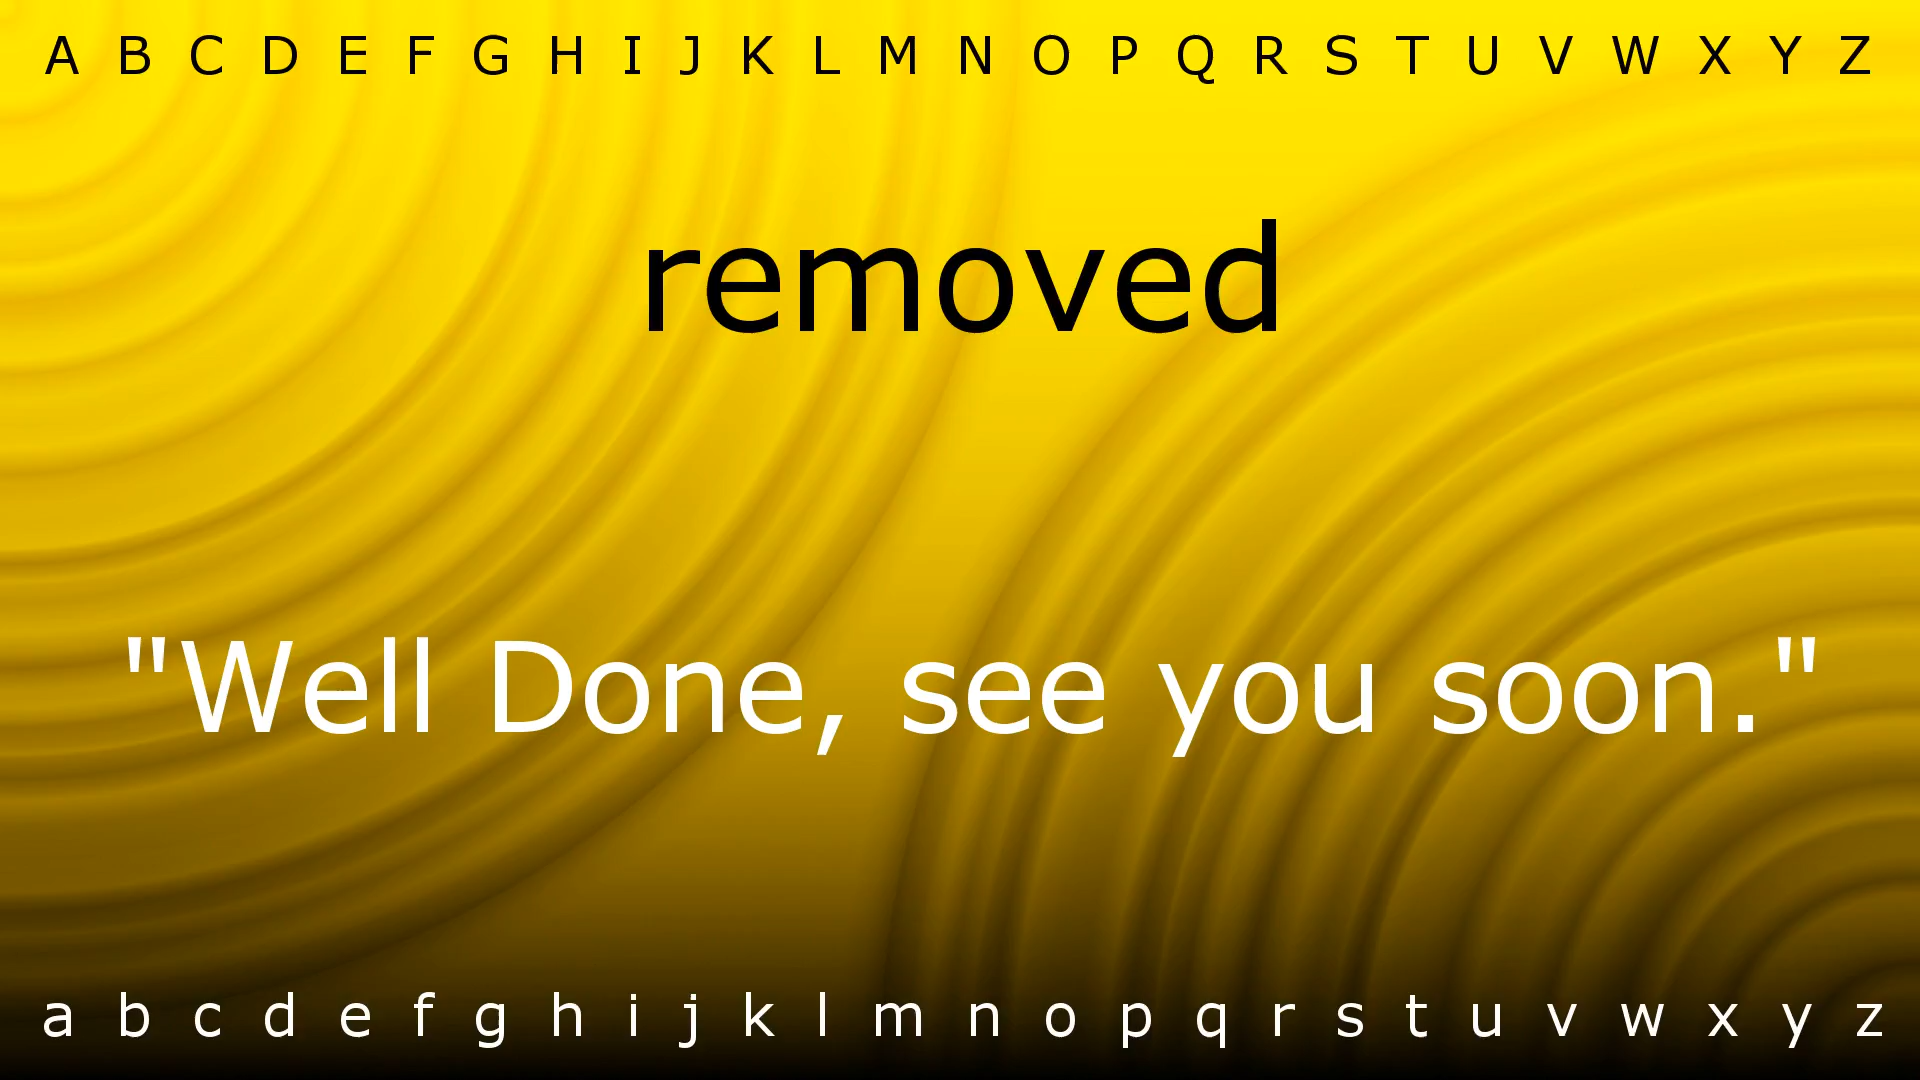 A B C D E F G H I J K L M N O P Q R S T U V W X Y Z
removed
"Well Done, see you soon."
a b c d e f g h i j k l m n o p q r s t u v w x y z